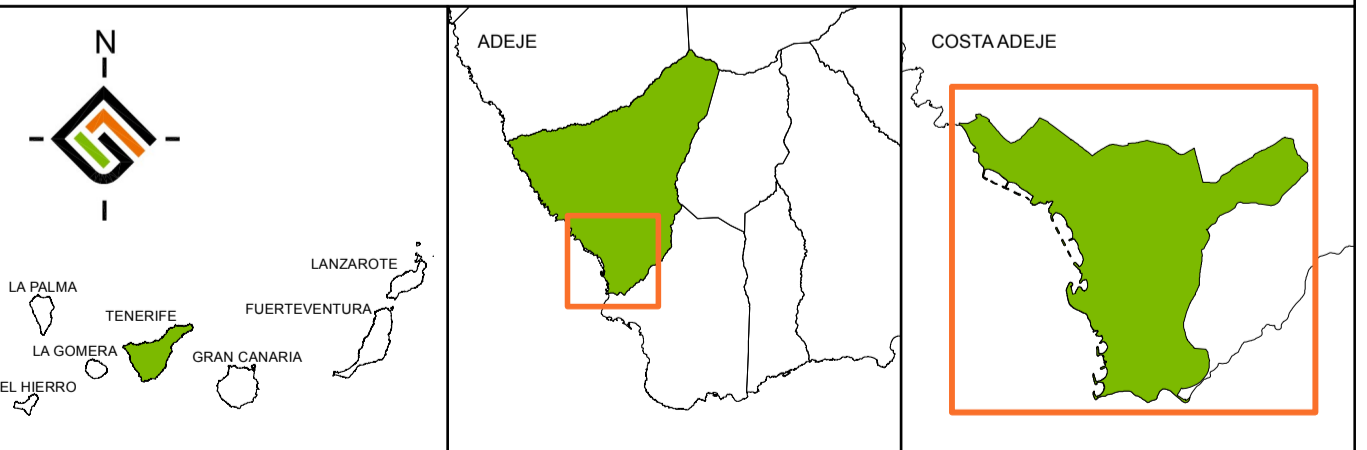 N
LANZAROTE
LA PALMA
FUERTEVENTURA
TENERIFE
LA GOMERA
GRAN CANARIA
EL HIERRO
ADEJE
COSTA ADEJE